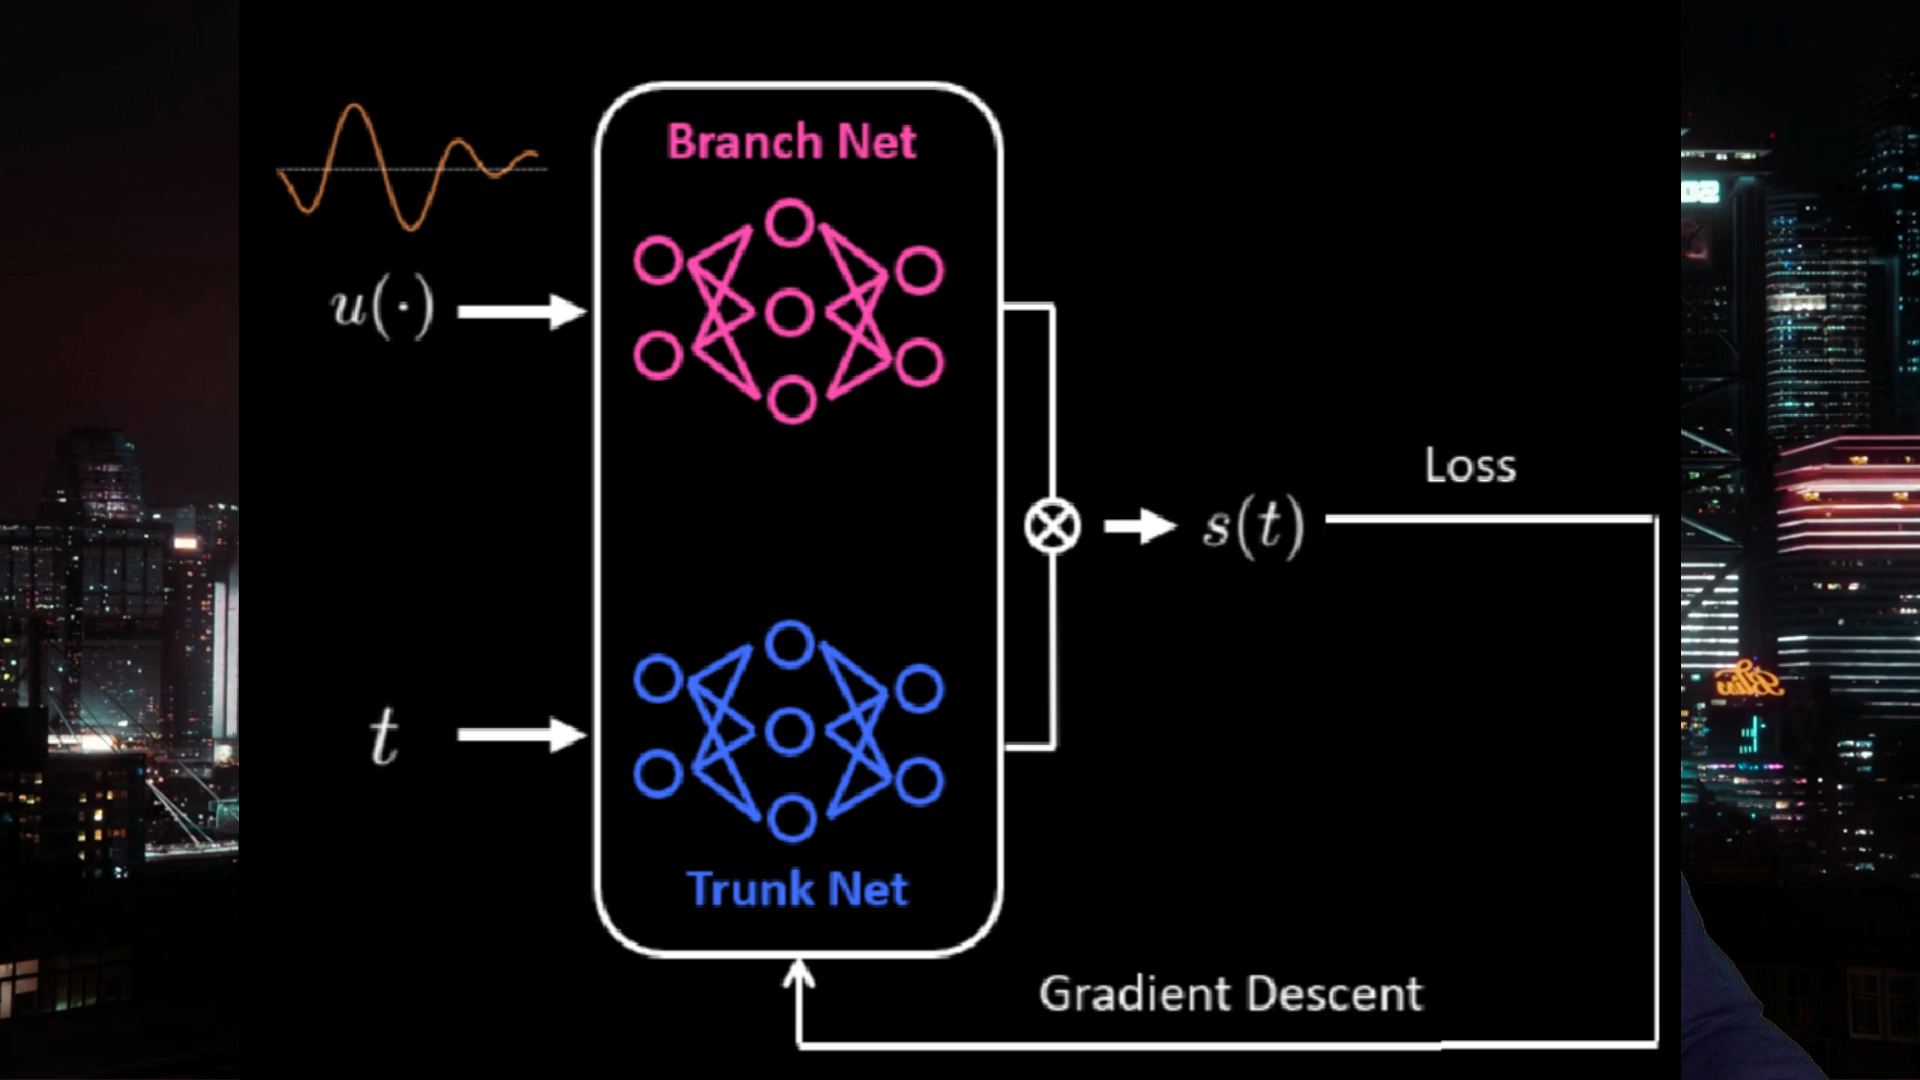 Branch Net
u(·)
Loss
s(t)
t
Trunk Net
Gradient Descent